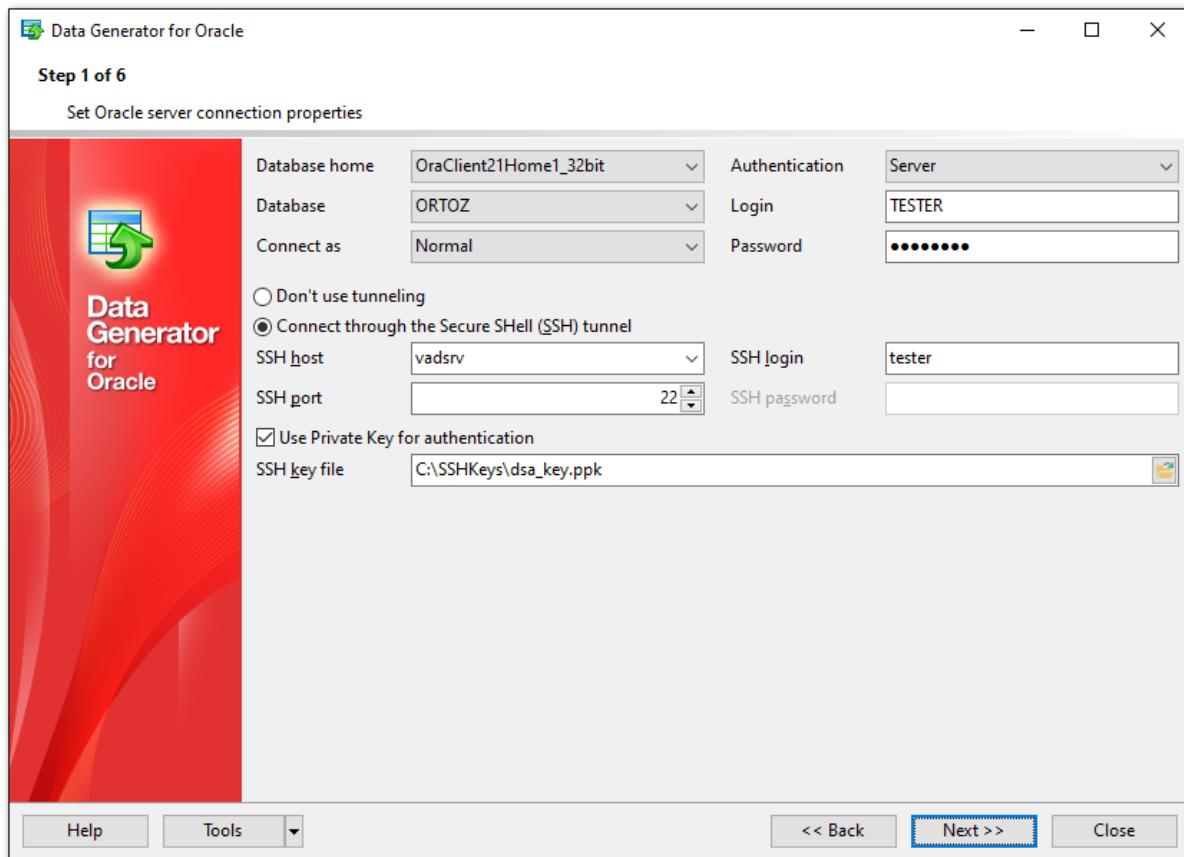 Data Generator for Oracle
Step 1 of 6
Set Oracle server connection properties
Data
Generator
for
Oracle
Database home OraClient21Home1_32bit Authentication Server
Database ORTOZ Login TESTER
Connect as Normal Password ●●●●●●●●
Don't use tunneling
Connect through the Secure SHell (SSH) tunnel
SSH host vadsrv SSH login tester
SSH port 22 SSH password
Use Private Key for authentication
SSH key file C:\SSHKeys\dsa_key.ppk
Help Tools << Back Next >> Close